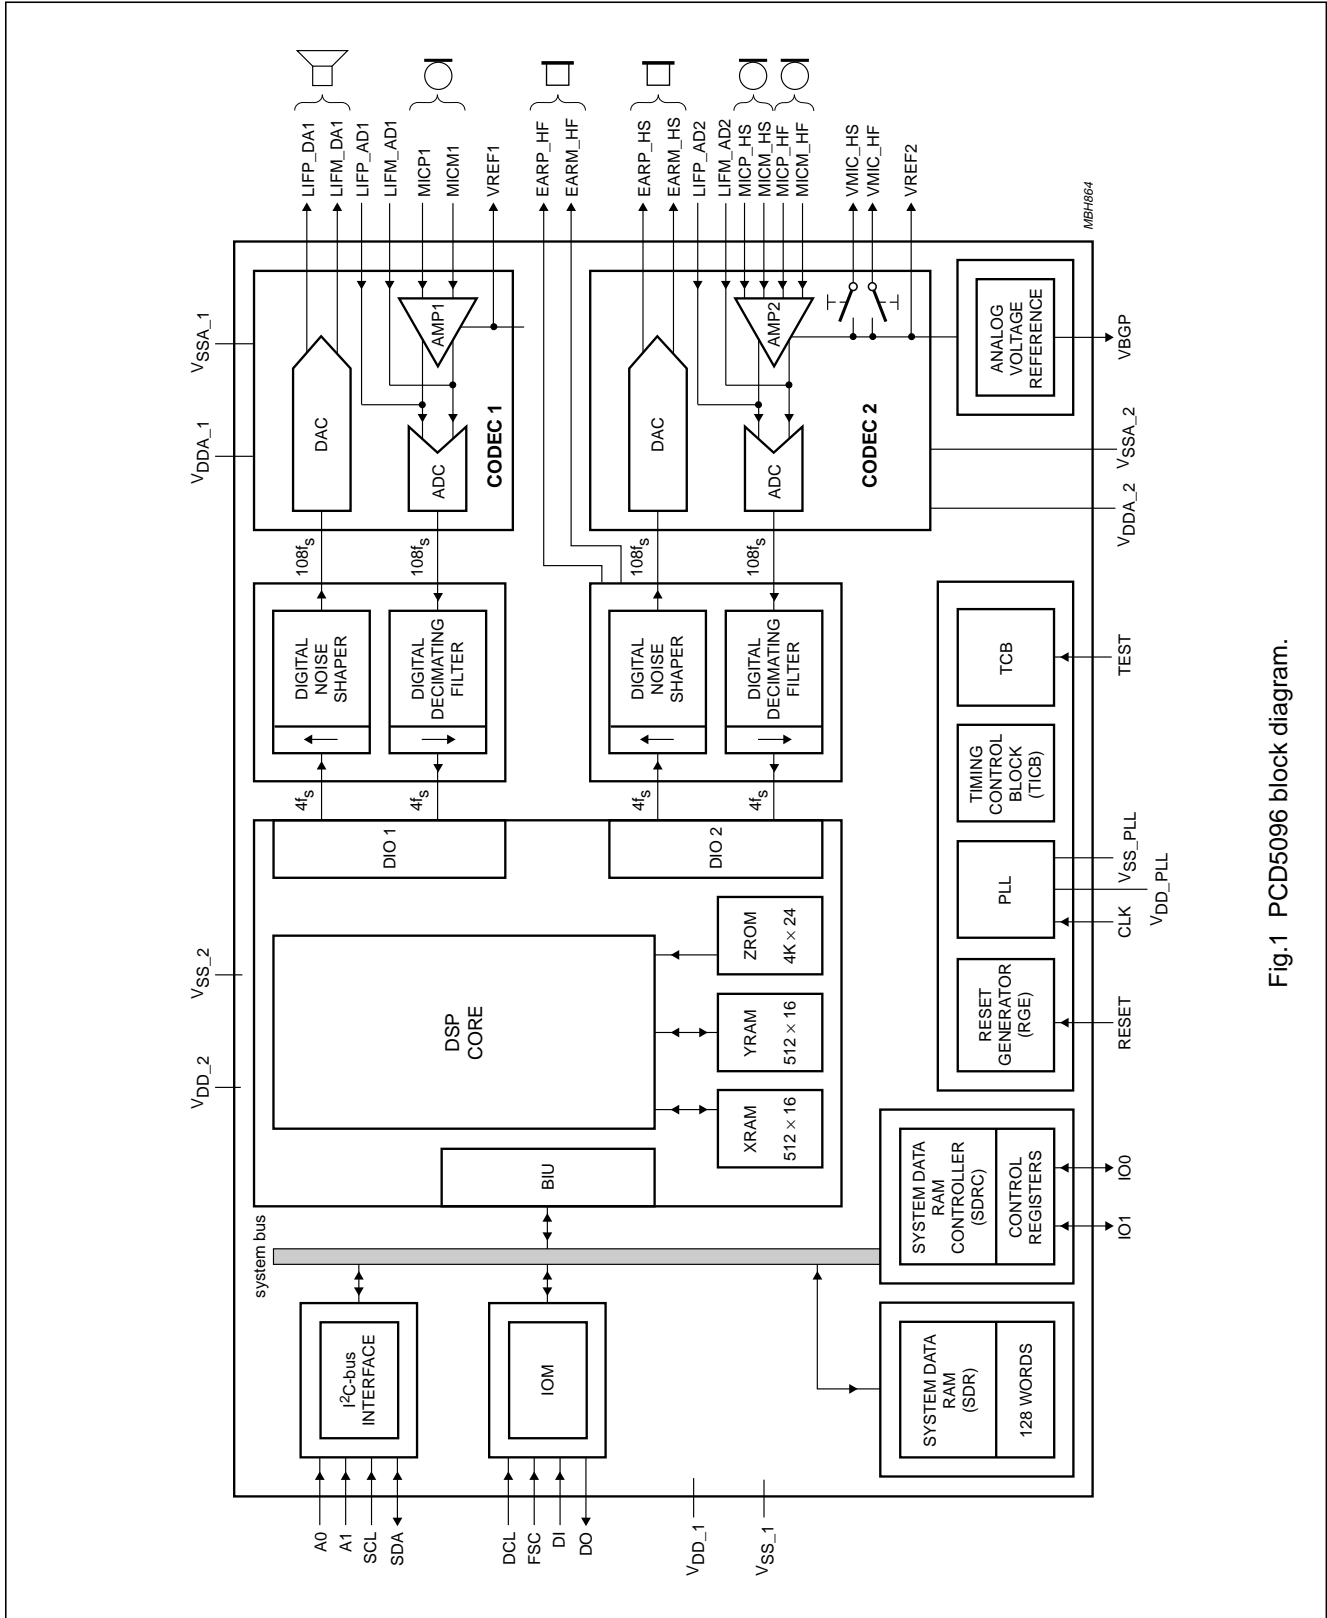 LIFP_DA1
LIFM_DA1
LIFP_AD1
LIFM_AD1
MICP1
MICM1
VREF1
EARP_HF
EARM_HF
EARP_HS
EARM_HS
LIFP_AD2
LIFM_AD2
MICP_HS
MICM_HS
MICP_HF
MICM_HF
VMIC_HS
VMIC_HF
VREF2
MBH864
VSSA_1
VDDA_1
DAC
AMP1
ADC
CODEC 1
DAC
AMP2
ADC
CODEC 2
ANALOG
VOLTAGE
REFERENCE
VBGP
VSSA_2
VDDA_2
108fs
108fs
108fs
108fs
DIGITAL
NOISE
SHAPER
DIGITAL
DECIMATING
FILTER
DIGITAL
NOISE
SHAPER
DIGITAL
DECIMATING
FILTER
4fs
4fs
4fs
4fs
TCB
TEST
TIMING
CONTROL
BLOCK
(TICB)
PLL
VSS_PLL
VDD_PLL
CLK
RESET
GENERATOR
(RGE)
RESET
VSS_2
VDD_2
DIO 1
DIO 2
DSP
CORE
ZROM
4K × 24
YRAM
512 × 16
XRAM
512 × 16
BIU
system bus
SYSTEM DATA
RAM
CONTROLLER
(SDRC)
CONTROL
REGISTERS
IO0
IO1
I2C-bus
INTERFACE
IOM
SYSTEM DATA
RAM
(SDR)
128 WORDS
A0
A1
SCL
SDA
DCL
FSC
DI
DO
VDD_1
VSS_1
Fig.1 PCD5096 block diagram.